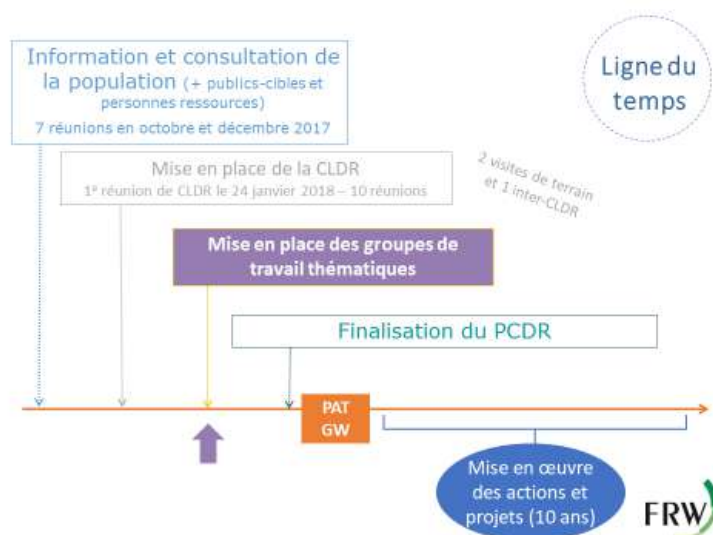 Information et consultation de
la population (+ publics-cibles et
personnes ressources)
7 réunions en octobre et décembre 2017
Ligne du
temps
Mise en place de la CLDR
1e réunion de CLDR le 24 janvier 2018 – 10 réunions
2 visites de terrain
et 1 inter-CLDR
Mise en place des groupes de
travail thématiques
Finalisation du PCDR
PAT
GW
Mise en œuvre
des actions et
projets (10 ans)
FRW